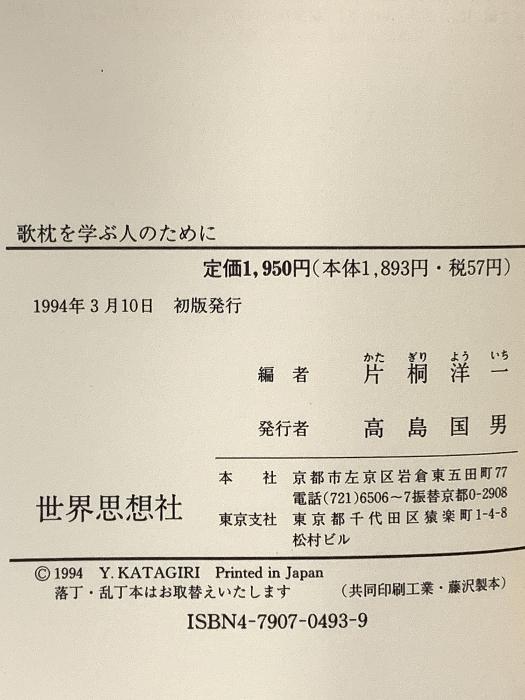 歌枕を学ぶ人のために
定価1,950円(本体1,893円・税57円)
1994年3月10日 初版発行
かた ぎり よう いち
編者 片桐洋一
発行者 高島国男
本社 京都市左京区岩倉東五田町77
電話(721)6506〜7振替京都0-2908
世界思想社
東京支社 東京都千代田区猿楽町1-4-8
松村ビル
©1994 Y.KATAGIRI Printed in Japan
落丁・乱丁本はお取替えいたします (共同印刷工業・藤沢製本)
ISBN4-7907-0493-9